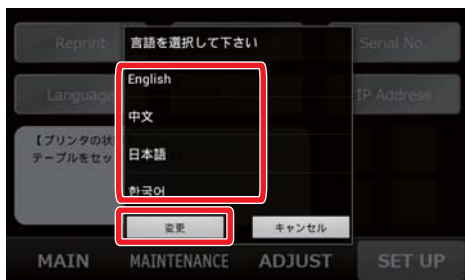 Reprint
Serial No.
Language
IP Address
言語を選択して下さい
English
中文
日本語
한국어
【プリンタの状
テーブルをセッ
変更
キャンセル
MAIN MAINTENANCE ADJUST SET UP